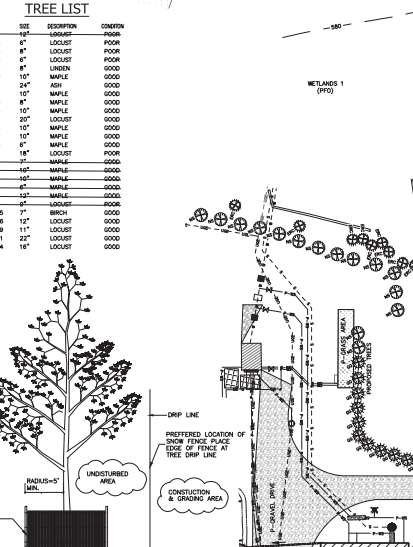 TREE LIST
SIZE DESCRIPTION CONDITON
12" LOCUST POOR
6" LOCUST POOR
8" LOCUST POOR
6" LOCUST POOR
8" LINDEN GOOD
10" MAPLE GOOD
24" ASH GOOD
10" MAPLE GOOD
8" MAPLE GOOD
10" MAPLE GOOD
20" LOCUST GOOD
10" MAPLE GOOD
10" MAPLE GOOD
6" MAPLE GOOD
18" LOCUST POOR
7" MAPLE GOOD
10" MAPLE GOOD
10" MAPLE GOOD
6" MAPLE GOOD
12" MAPLE GOOD
9" LOCUST POOR
5 7" BIRCH GOOD
6 12" LOCUST GOOD
9 11" LOCUST GOOD
1 22" LOCUST GOOD
4 16" LOCUST GOOD
580
WETLANDS 1
(PFO)
P-GRASS AREA
PROPOSED TREES
DRIP LINE
PREFFERED LOCATION OF
SNOW FENCE PLACE
EDGE OF FENCE AT
TREE DRIP LINE
RADIUS=5'
MIN.
UNDISTURBED
AREA
CONSTUCTION
& GRADING AREA
P-GRAVEL DRIVE